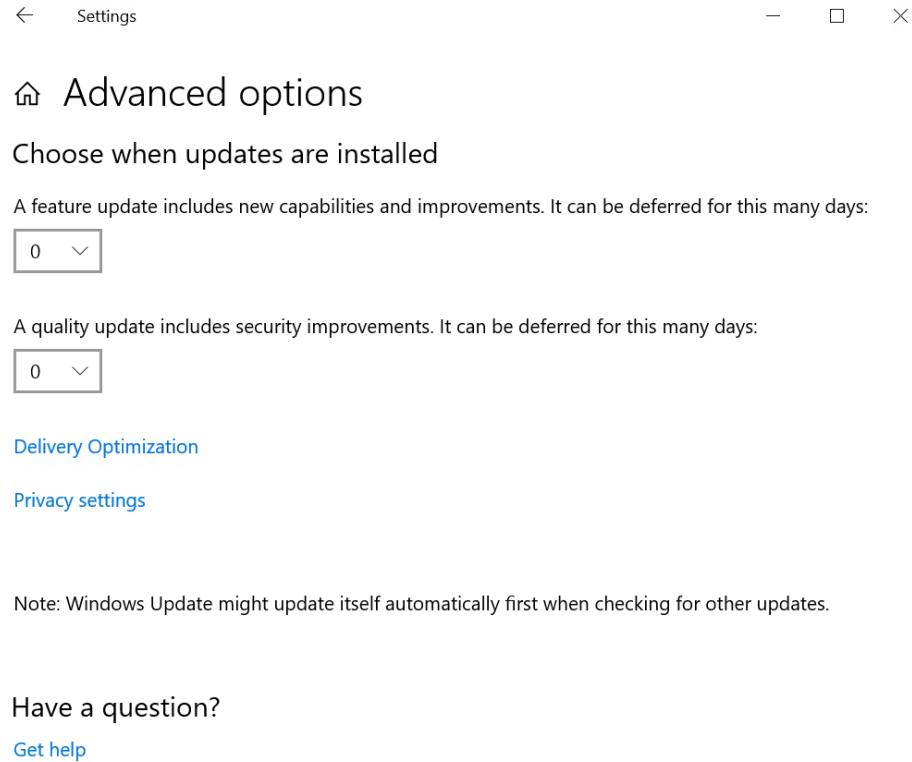 Settings
Advanced options
Choose when updates are installed
A feature update includes new capabilities and improvements. It can be deferred for this many days:
0
A quality update includes security improvements. It can be deferred for this many days:
0
Delivery Optimization
Privacy settings
Note: Windows Update might update itself automatically first when checking for other updates.
Have a question?
Get help